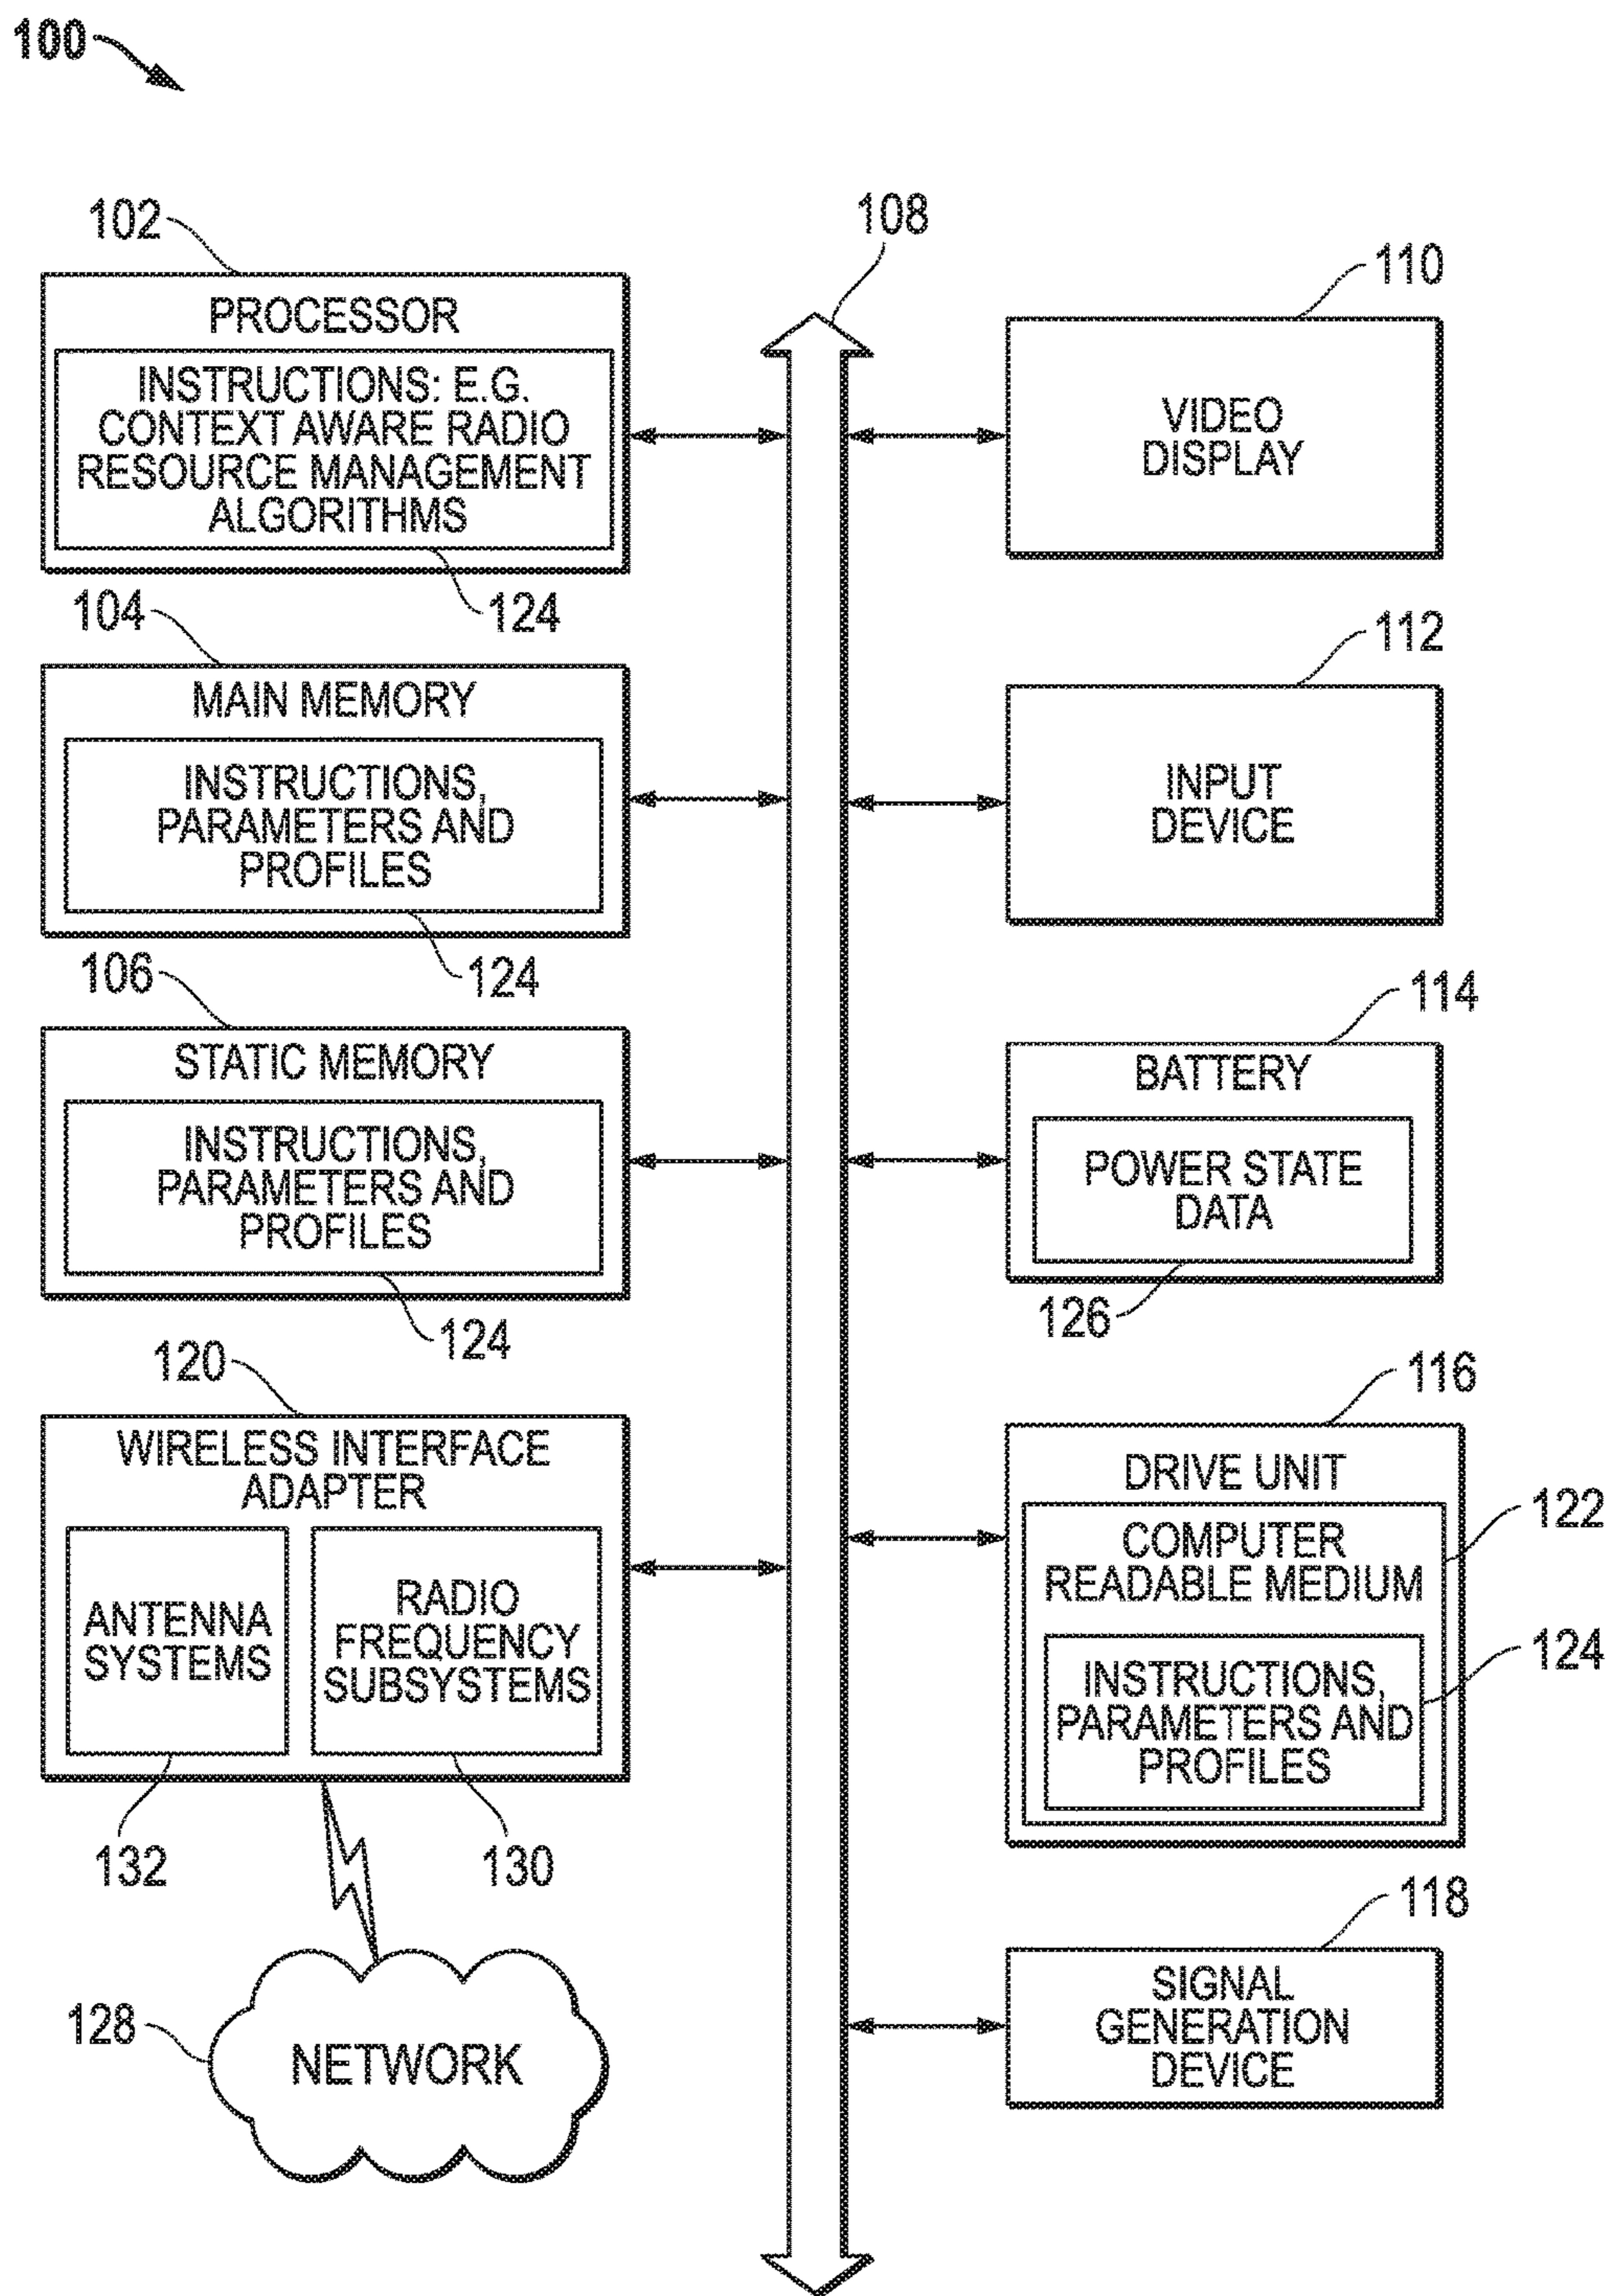 100
102
PROCESSOR
INSTRUCTIONS: E.G.
CONTEXT AWARE RADIO
RESOURCE MANAGEMENT
ALGORITHMS
124
104
MAIN MEMORY
INSTRUCTIONS,
PARAMETERS AND
PROFILES
124
106
STATIC MEMORY
INSTRUCTIONS,
PARAMETERS AND
PROFILES
124
120
WIRELESS INTERFACE
ADAPTER
ANTENNA
SYSTEMS
RADIO
FREQUENCY
SUBSYSTEMS
132
130
128
NETWORK
108
110
VIDEO
DISPLAY
112
INPUT
DEVICE
114
BATTERY
POWER STATE
DATA
126
116
DRIVE UNIT
122
COMPUTER
READABLE MEDIUM
124
INSTRUCTIONS,
PARAMETERS AND
PROFILES
118
SIGNAL
GENERATION
DEVICE